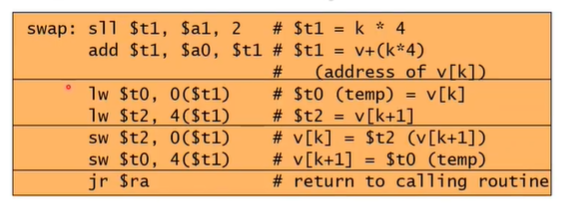 swap: sll $t1, $a1, 2 # $t1 = k * 4
add $t1, $a0, $t1 # $t1 = v+(k*4)
# (address of v[k])
lw $t0, 0($t1) # $t0 (temp) = v[k]
lw $t2, 4($t1) # $t2 = v[k+1]
sw $t2, 0($t1) # v[k] = $t2 (v[k+1])
sw $t0, 4($t1) # v[k+1] = $t0 (temp)
jr $ra # return to calling routine